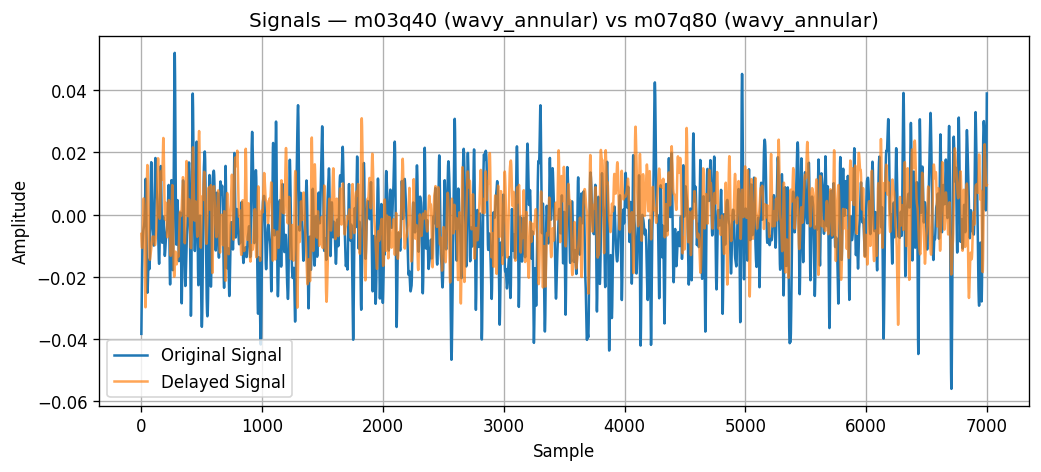 Signals — m03q40 (wavy_annular) vs m07q80 (wavy_annular)
Amplitude
0.04
0.02
0.00
−0.02
−0.04
−0.06
Original Signal
Delayed Signal
0 1000 2000 3000 4000 5000 6000 7000
Sample